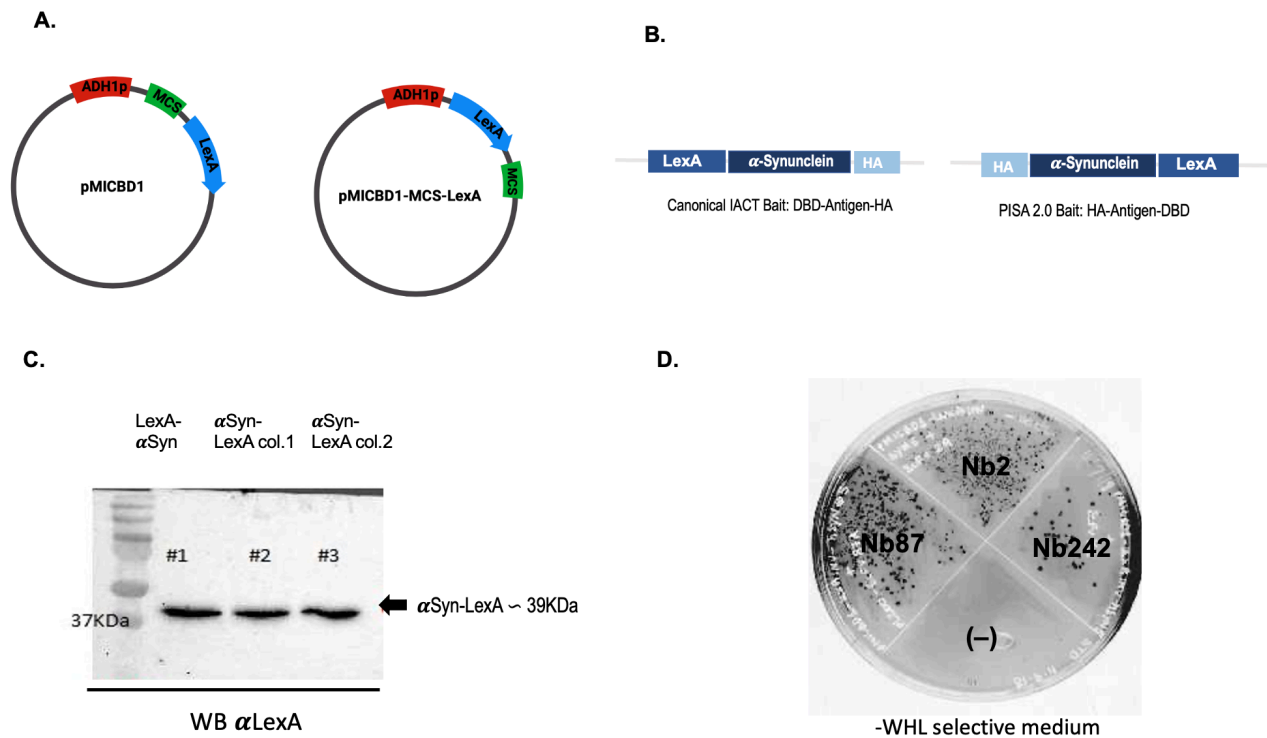 A.
ADH1p
MCS
LexA
pMICBD1
ADH1p
LexA
MCS
pMICBD1-MCS-LexA
B.
LexA
α-Synunclein
HA
Canonical IACT Bait: DBD-Antigen-HA
HA
α-Synunclein
LexA
PISA 2.0 Bait: HA-Antigen-DBD
C.
LexA-
αSyn
αSyn-
LexA col.1
αSyn-
LexA col.2
#1
#2
#3
37KDa
αSyn-LexA ∽ 39KDa
WB αLexA
D.
Nb2
Nb87
Nb242
(–)
-WHL selective medium